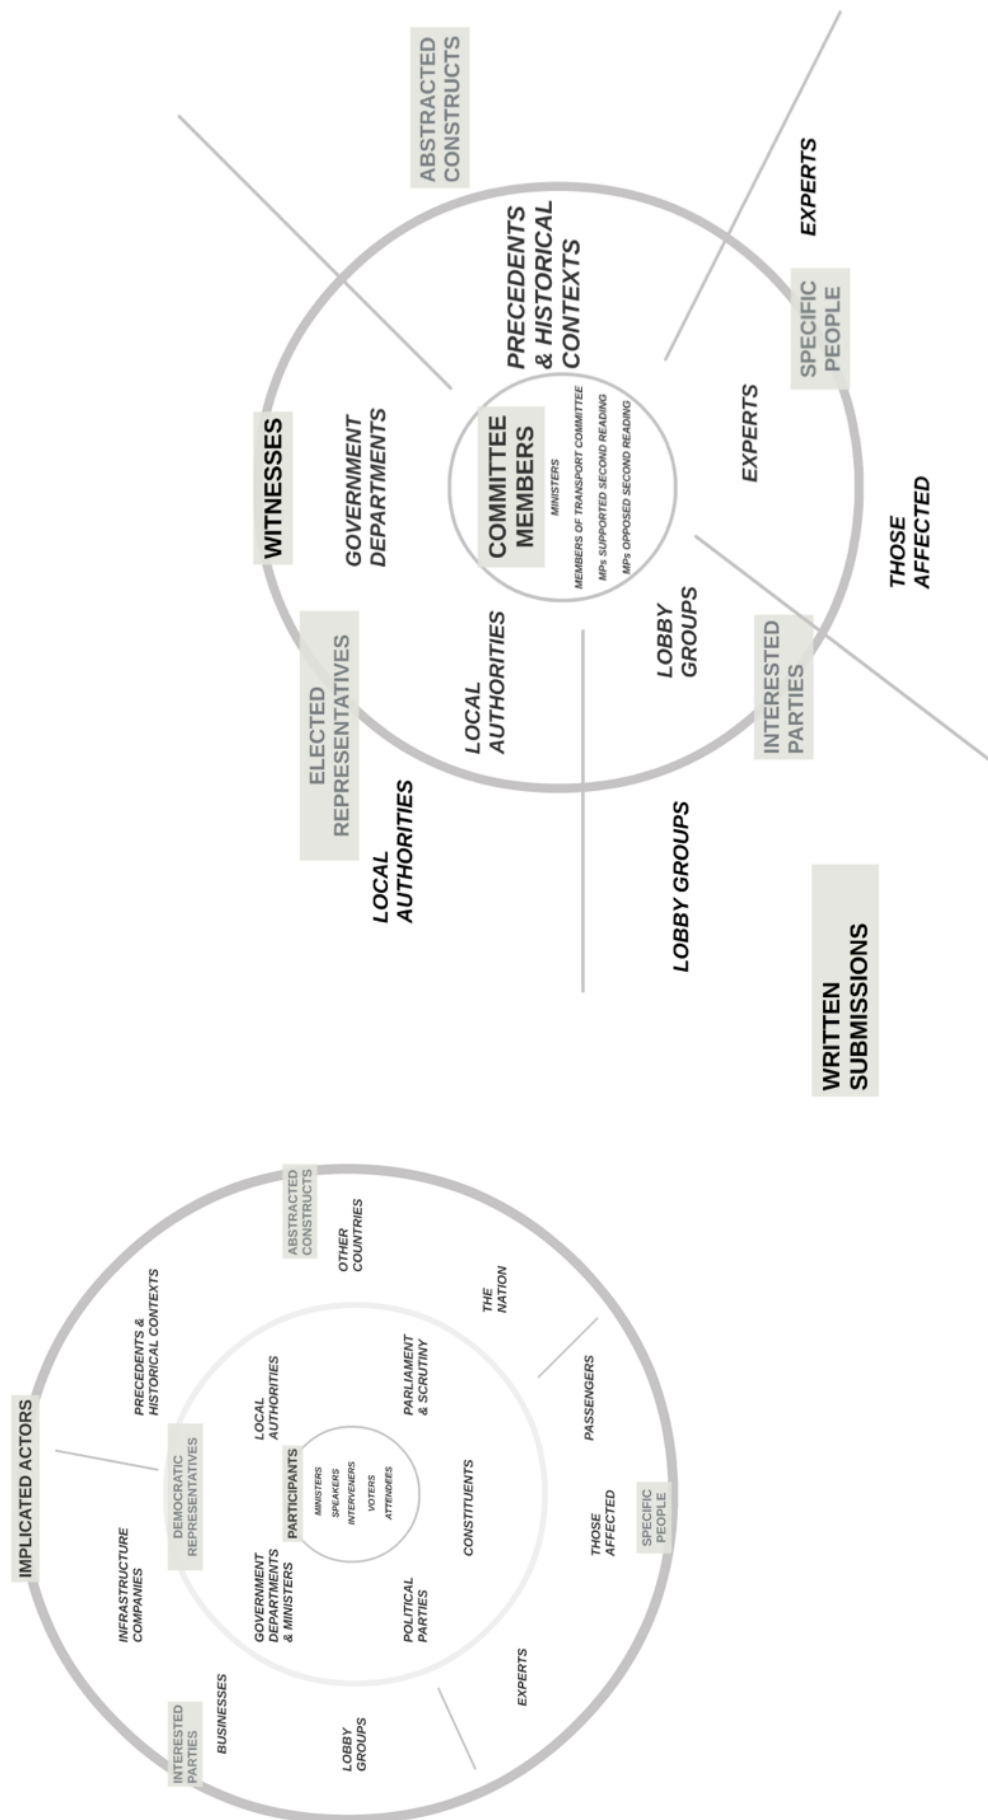 IMPLICATED ACTORS
INTERESTED
PARTIES
INFRASTRUCTURE
COMPANIES
PRECEDENTS &
HISTORICAL CONTEXTS
BUSINESSES
DEMOCRATIC
REPRESENTATIVES
ABSTRACTED
CONSTRUCTS
GOVERNMENT
DEPARTMENTS
& MINISTERS
LOCAL
AUTHORITIES
PARTICIPANTS
MINISTERS
SPEAKERS
INTERVENERS
VOTERS
ATTENDEES
LOBBY
GROUPS
OTHER
COUNTRIES
POLITICAL
PARTIES
PARLIAMENT
& SCRUTINY
CONSTITUENTS
THE
NATION
EXPERTS
THOSE
AFFECTED
PASSENGERS
SPECIFIC
PEOPLE
WITNESSES
ELECTED
REPRESENTATIVES
GOVERNMENT
DEPARTMENTS
ABSTRACTED
CONSTRUCTS
LOCAL
AUTHORITIES
LOCAL
AUTHORITIES
COMMITTEE
MEMBERS
MINISTERS
MEMBERS OF TRANSPORT COMMITTEE
MPs SUPPORTED SECOND READING
MPs OPPOSED SECOND READING
PRECEDENTS
& HISTORICAL
CONTEXTS
LOBBY GROUPS
LOBBY
GROUPS
EXPERTS
INTERESTED
PARTIES
SPECIFIC
PEOPLE
EXPERTS
WRITTEN
SUBMISSIONS
THOSE
AFFECTED